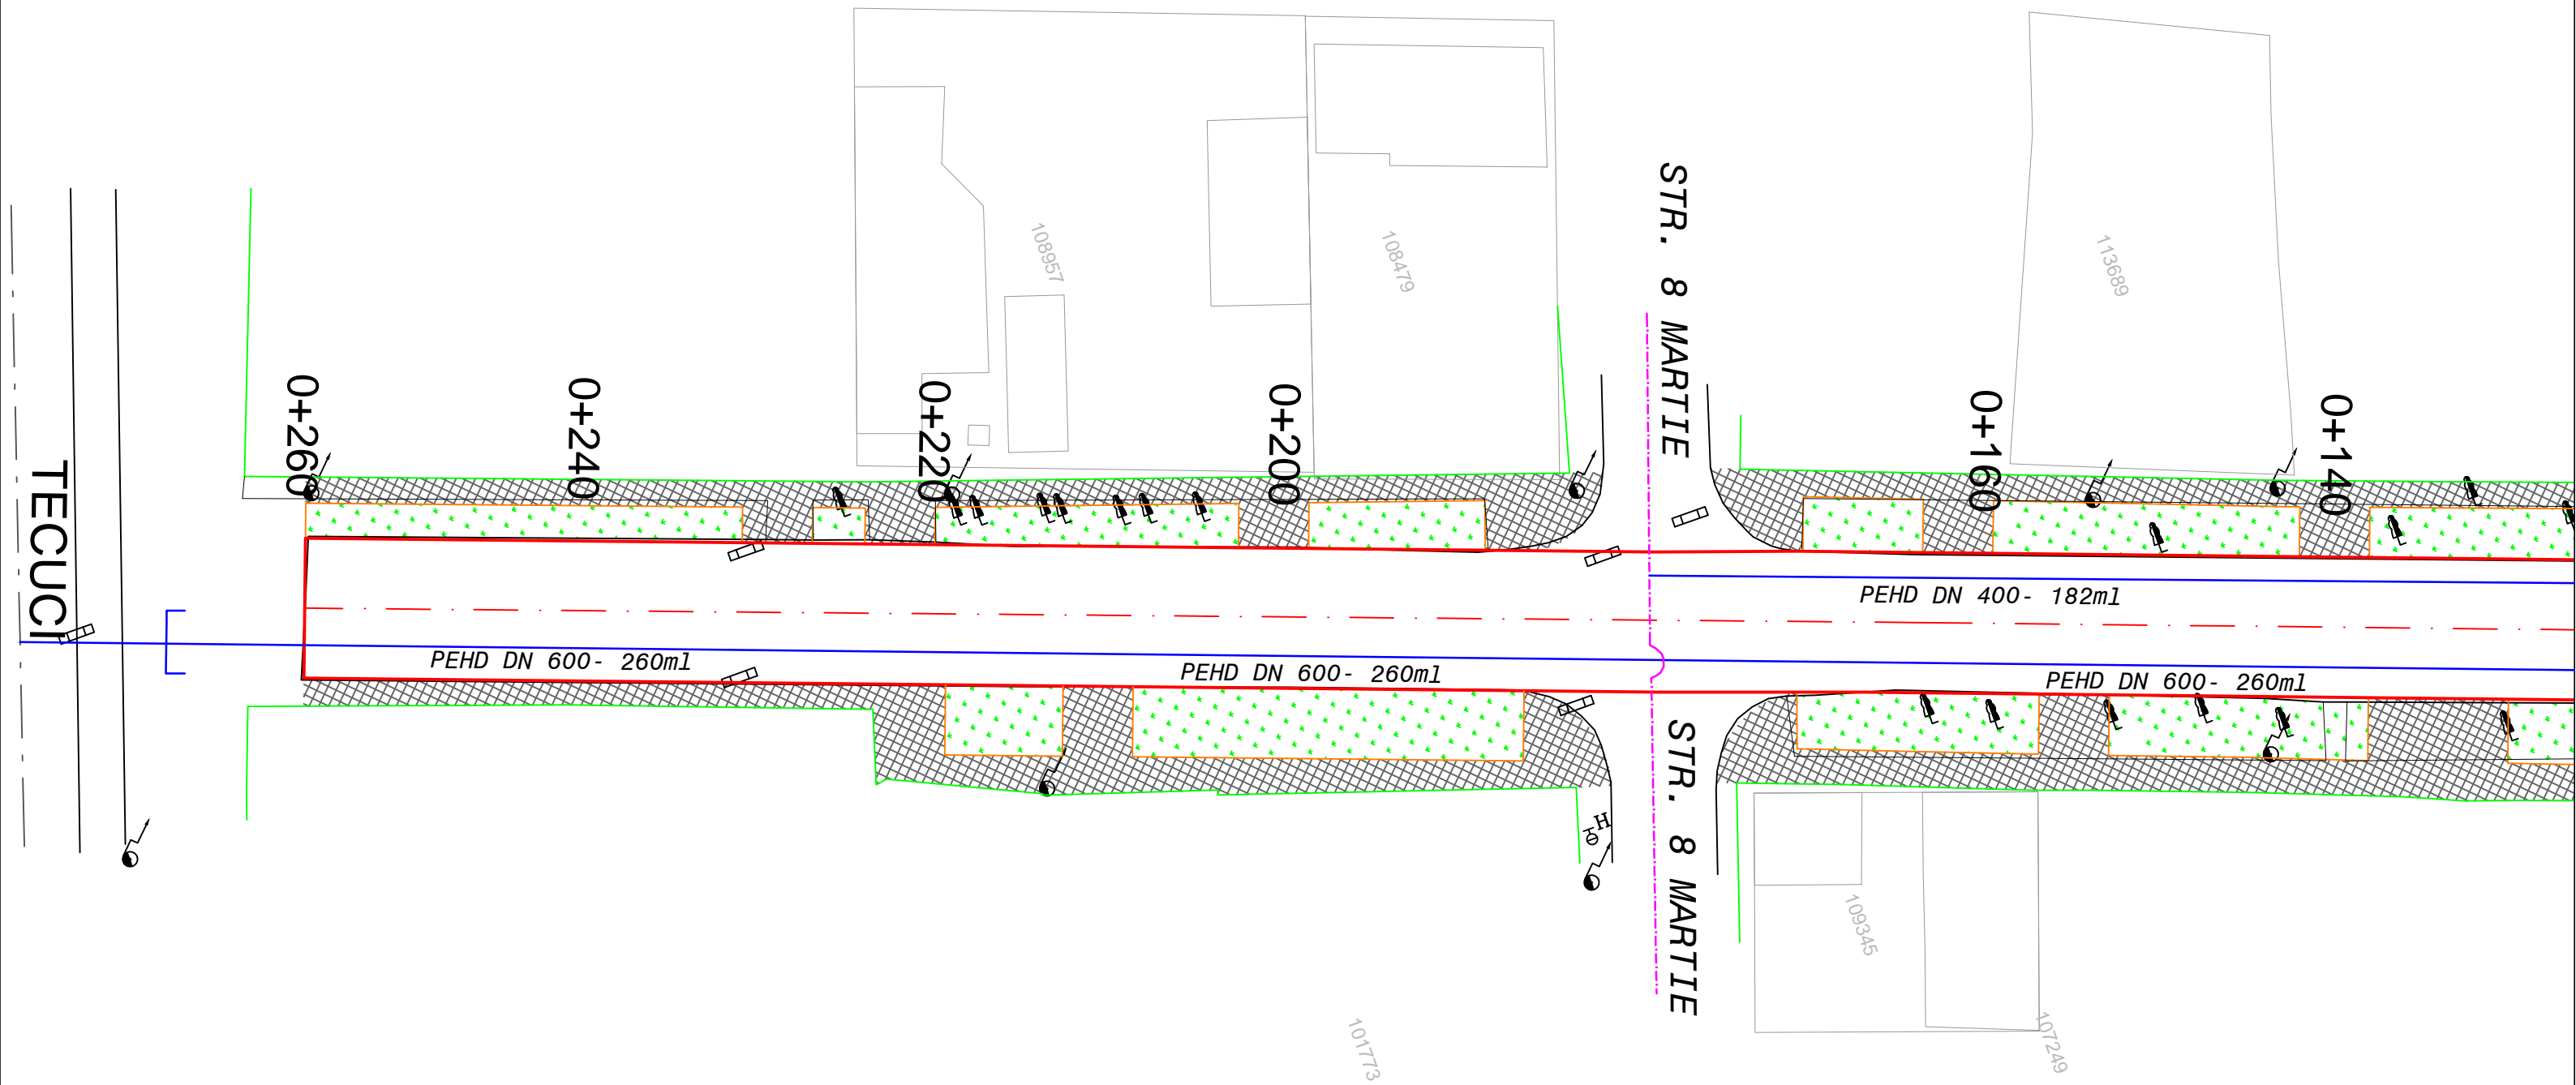 108957
108479
113689
STR. 8 MARTIE
0+260
0+240
0+220
0+200
0+160
0+140
TECUCI
PEHD DN 400- 182ml
PEHD DN 600- 260ml
PEHD DN 600- 260ml
PEHD DN 600- 260ml
STR. 8 MARTIE
H
109345
101773
107249